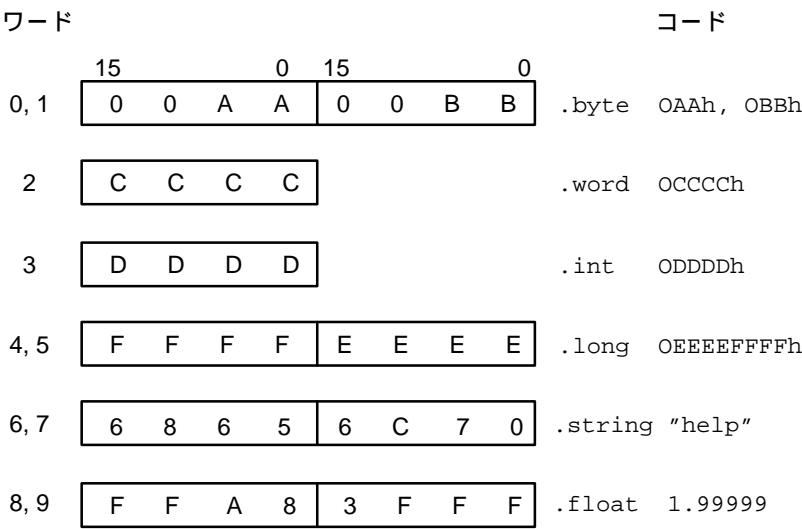 ワード コード
15 0 15 0
0, 1 0 0 A A 0 0 B B .byte OAAh, OBBh
2 C C C C .word OCCCCh
3 D D D D .int ODDDDh
4, 5 F F F F E E E E .long OEEEEFFFFh
6, 7 6 8 6 5 6 C 7 0 .string ″help″
8, 9 F F A 8 3 F F F .float 1.99999